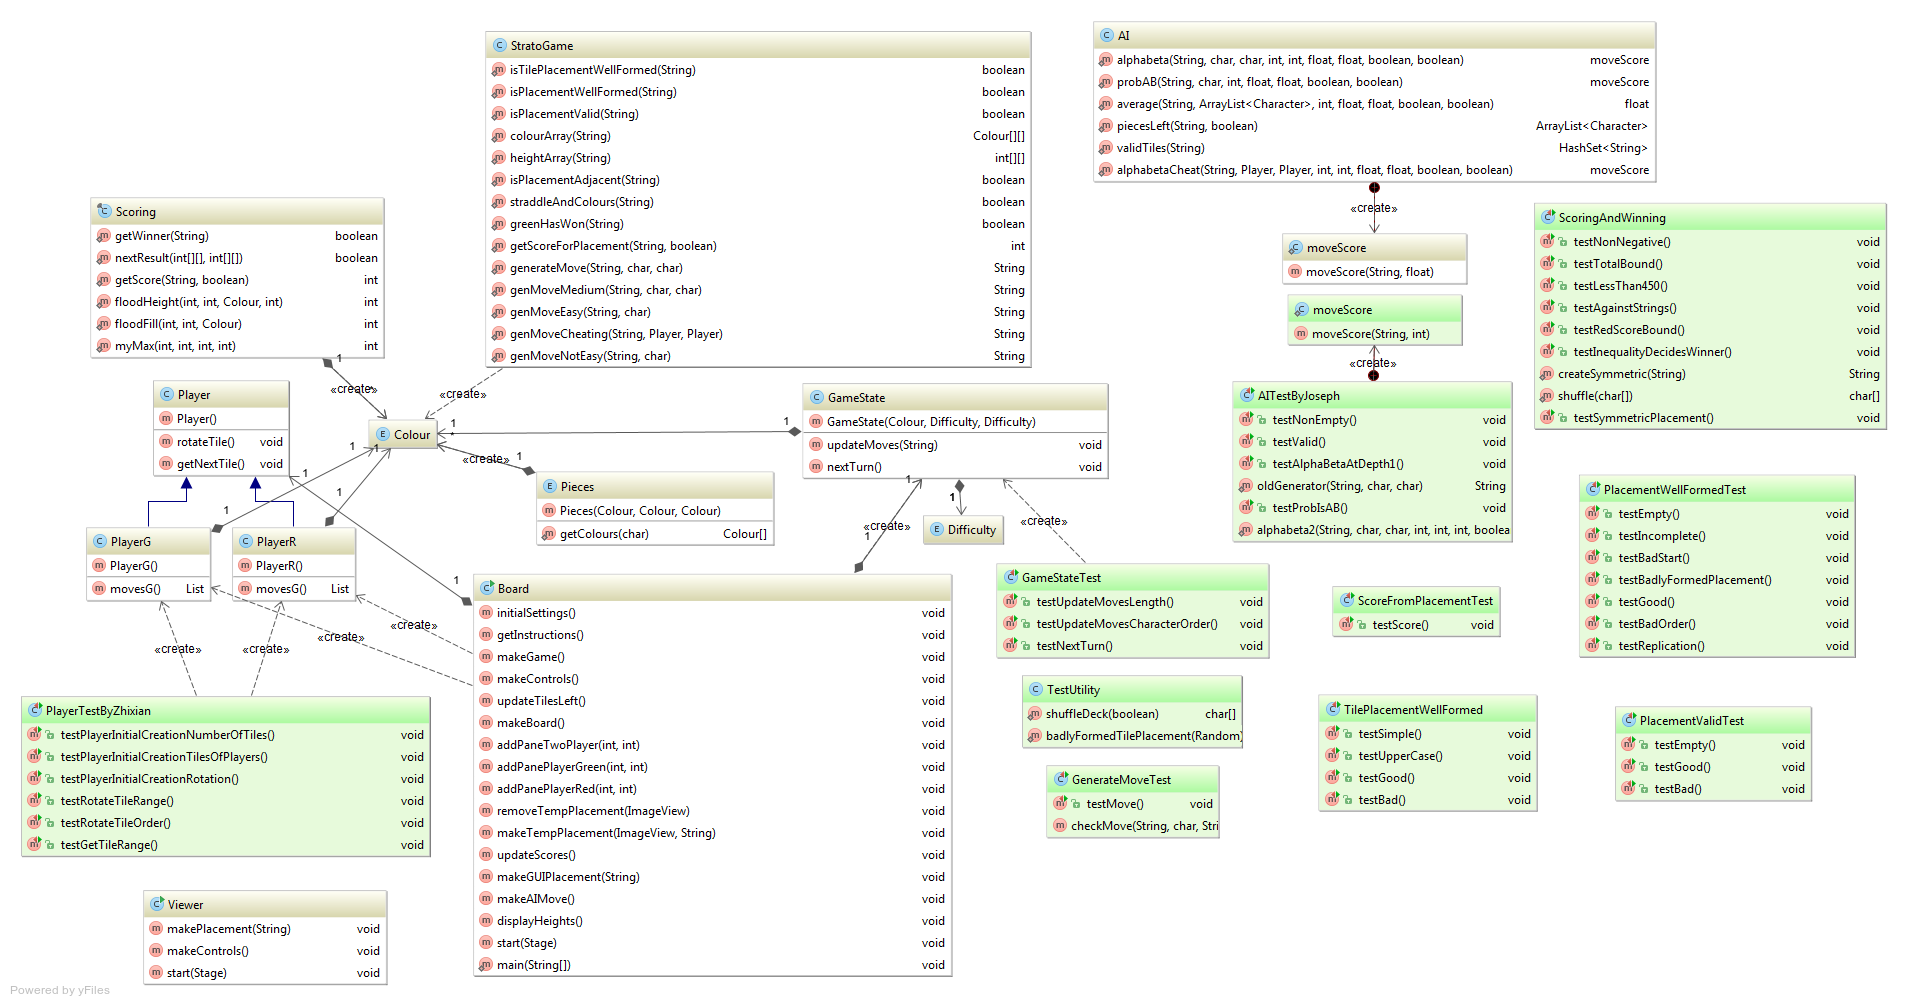 StratoGame
isTilePlacementWellFormed(String) boolean
isPlacementWellFormed(String) boolean
isPlacementValid(String) boolean
colourArray(String) Colour[][]
heightArray(String) int[][]
isPlacementAdjacent(String) boolean
straddleAndColours(String) boolean
greenHasWon(String) boolean
getScoreForPlacement(String, boolean) int
generateMove(String, char, char) String
genMoveMedium(String, char, char) String
genMoveEasy(String, char) String
genMoveCheating(String, Player, Player) String
genMoveNotEasy(String, char) String
AI
alphabeta(String, char, char, int, int, float, float, boolean, boolean) moveScore
probAB(String, char, int, float, float, boolean, boolean) moveScore
average(String, ArrayList<Character>, int, float, float, boolean, boolean) float
piecesLeft(String, boolean) ArrayList<Character>
validTiles(String) HashSet<String>
alphabetaCheat(String, Player, Player, int, int, float, float, boolean, boolean) moveScore
«create»
moveScore
moveScore(String, float)
moveScore
moveScore(String, int)
«create»
AITestByJoseph
testNonEmpty() void
testValid() void
testAlphaBetaAtDepth1() void
oldGenerator(String, char, char) String
testProbIsAB() void
alphabeta2(String, char, char, int, int, int, boolea
ScoringAndWinning
testNonNegative() void
testTotalBound() void
testLessThan450() void
testAgainstStrings() void
testRedScoreBound() void
testInequalityDecidesWinner() void
createSymmetric(String) String
shuffle(char[]) char[]
testSymmetricPlacement() void
Scoring
getWinner(String) boolean
nextResult(int[][], int[][]) boolean
getScore(String, boolean) int
floodHeight(int, int, Colour, int) int
floodFill(int, int, Colour) int
myMax(int, int, int, int) int
1
«create»
«create»
Player
Player()
rotateTile() void
getNextTile() void
Colour
1
*
1
GameState
GameState(Colour, Difficulty, Difficulty)
updateMoves(String) void
nextTurn() void
1
1
«create» 1
Pieces
Pieces(Colour, Colour, Colour)
getColours(char) Colour[]
1
1
1
PlayerG
PlayerG()
movesG() List
PlayerR
PlayerR()
movesG() List
1
«create»
1
1
Difficulty
«create»
PlacementWellFormedTest
testEmpty() void
testIncomplete() void
testBadStart() void
testBadlyFormedPlacement() void
testGood() void
testBadOrder() void
testReplication() void
1
Board
initialSettings() void
getInstructions() void
makeGame() void
makeControls() void
updateTilesLeft() void
makeBoard() void
addPaneTwoPlayer(int, int) void
addPanePlayerGreen(int, int) void
addPanePlayerRed(int, int) void
removeTempPlacement(ImageView) void
makeTempPlacement(ImageView, String) void
updateScores() void
makeGUIPlacement(String) void
makeAIMove() void
displayHeights() void
start(Stage) void
main(String[]) void
GameStateTest
testUpdateMovesLength() void
testUpdateMovesCharacterOrder() void
testNextTurn() void
ScoreFromPlacementTest
testScore() void
«create»
«create»
«create»
«create»
PlayerTestByZhixian
testPlayerInitialCreationNumberOfTiles() void
testPlayerInitialCreationTilesOfPlayers() void
testPlayerInitialCreationRotation() void
testRotateTileRange() void
testRotateTileOrder() void
testGetTileRange() void
TestUtility
shuffleDeck(boolean) char[]
badlyFormedTilePlacement(Random)
TilePlacementWellFormed
testSimple() void
testUpperCase() void
testGood() void
testBad() void
PlacementValidTest
testEmpty() void
testGood() void
testBad() void
GenerateMoveTest
testMove() void
checkMove(String, char, Stri
Viewer
makePlacement(String) void
makeControls() void
start(Stage) void
Powered by yFiles